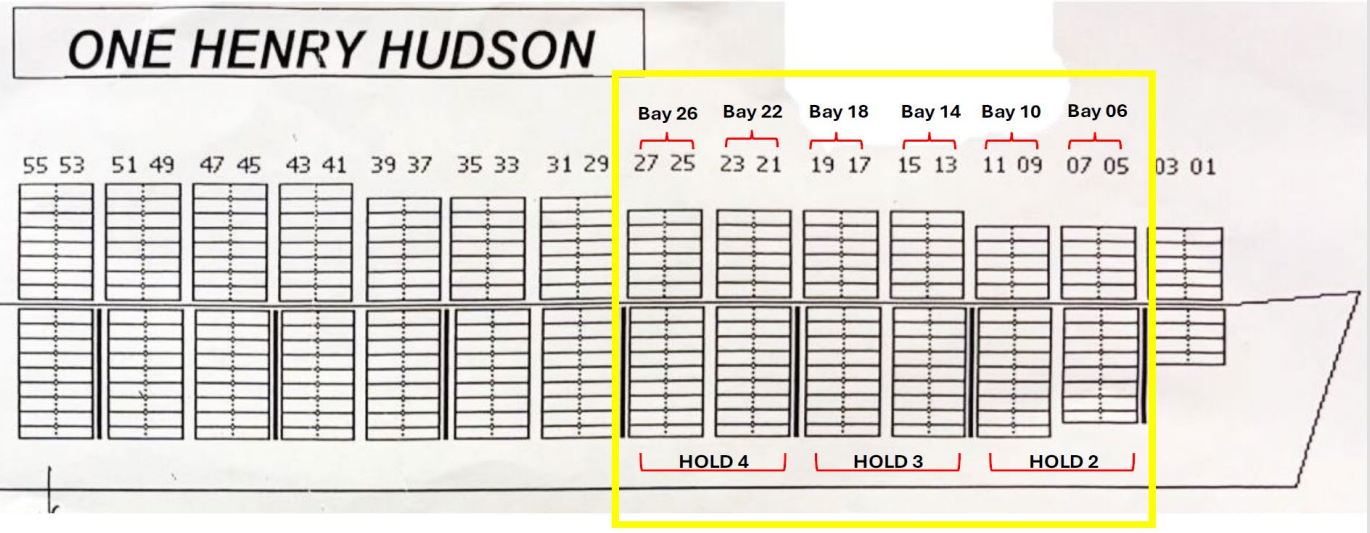 ONE HENRY HUDSON
Bay 26 Bay 22 Bay 18 Bay 14 Bay 10 Bay 06
55 53 51 49 47 45 43 41 39 37 35 33 31 29 27 25 23 21 19 17 15 13 11 09 07 05 03 01
HOLD 4 HOLD 3 HOLD 2